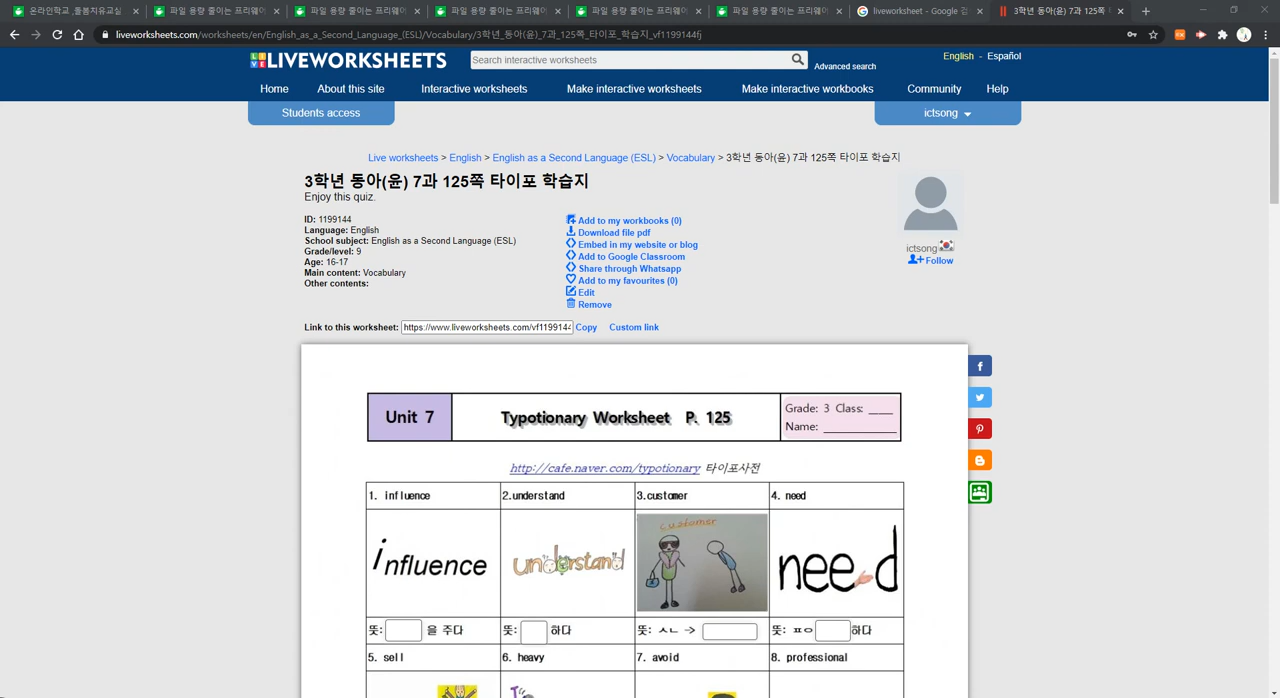 온라인학교 ,돌봄지유교실
파일 용량 줄이는 프리웨어
파일 용량 줄이는 프리웨어
파일 용량 줄이는 프리웨어
파일 용량 줄이는 프리웨어
파일 용량 줄이는 프리웨어
liveworksheet - Google 검
3학년 동아(윤) 7과 125쪽 타
liveworksheets.com/worksheets/en/English_as_a_Second_Language_(ESL)/Vocabulary/3학년_동아(윤)_7과_125쪽_타이포_학습지_vf1199144fj
LIVE LIVEWORKSHEETS
Search interactive worksheets
Advanced search
English - Español
Home About this site Interactive worksheets Make interactive worksheets Make interactive workbooks Community Help
Students access
ictsong
Live worksheets > English > English as a Second Language (ESL) > Vocabulary > 3학년 동아(윤) 7과 125쪽 타이포 학습지
3학년 동아(윤) 7과 125쪽 타이포 학습지
Enjoy this quiz.
ID: 1199144
Language: English
School subject: English as a Second Language (ESL)
Grade/level: 9
Age: 16-17
Main content: Vocabulary
Other contents:
Add to my workbooks (0)
Download file pdf
Embed in my website or blog
Add to Google Classroom
Share through Whatsapp
Add to my favourites (0)
Edit
Remove
ictsong
Follow
Link to this worksheet: https://www.liveworksheets.com/vf119914 Copy Custom link
Unit 7
Typotionary Worksheet P. 125
Grade: 3 Class: ____
Name: __________
http://cafe.naver.com/typotionary 타이포사전
1. influence 2.understand 3.customer 4. need
influence understand customer need
뜻: 을 주다 뜻: 하다 뜻: ㅅㄴ → 뜻: ㅍㅇ 하다
5. sell 6. heavy 7. avoid 8. professional